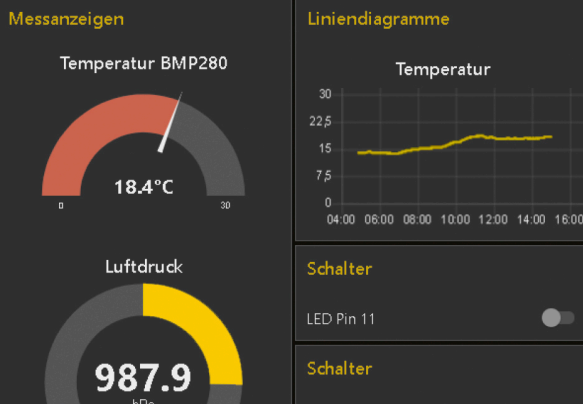 Messanzeigen
Temperatur BMP280
18.4°C
0
30
Luftdruck
987.9
hPa
Liniendiagramme
Temperatur
30
22,5
15
7,5
0
04:00 06:00 08:00 10:00 12:00 14:00 16:00
Schalter
LED Pin 11
Schalter